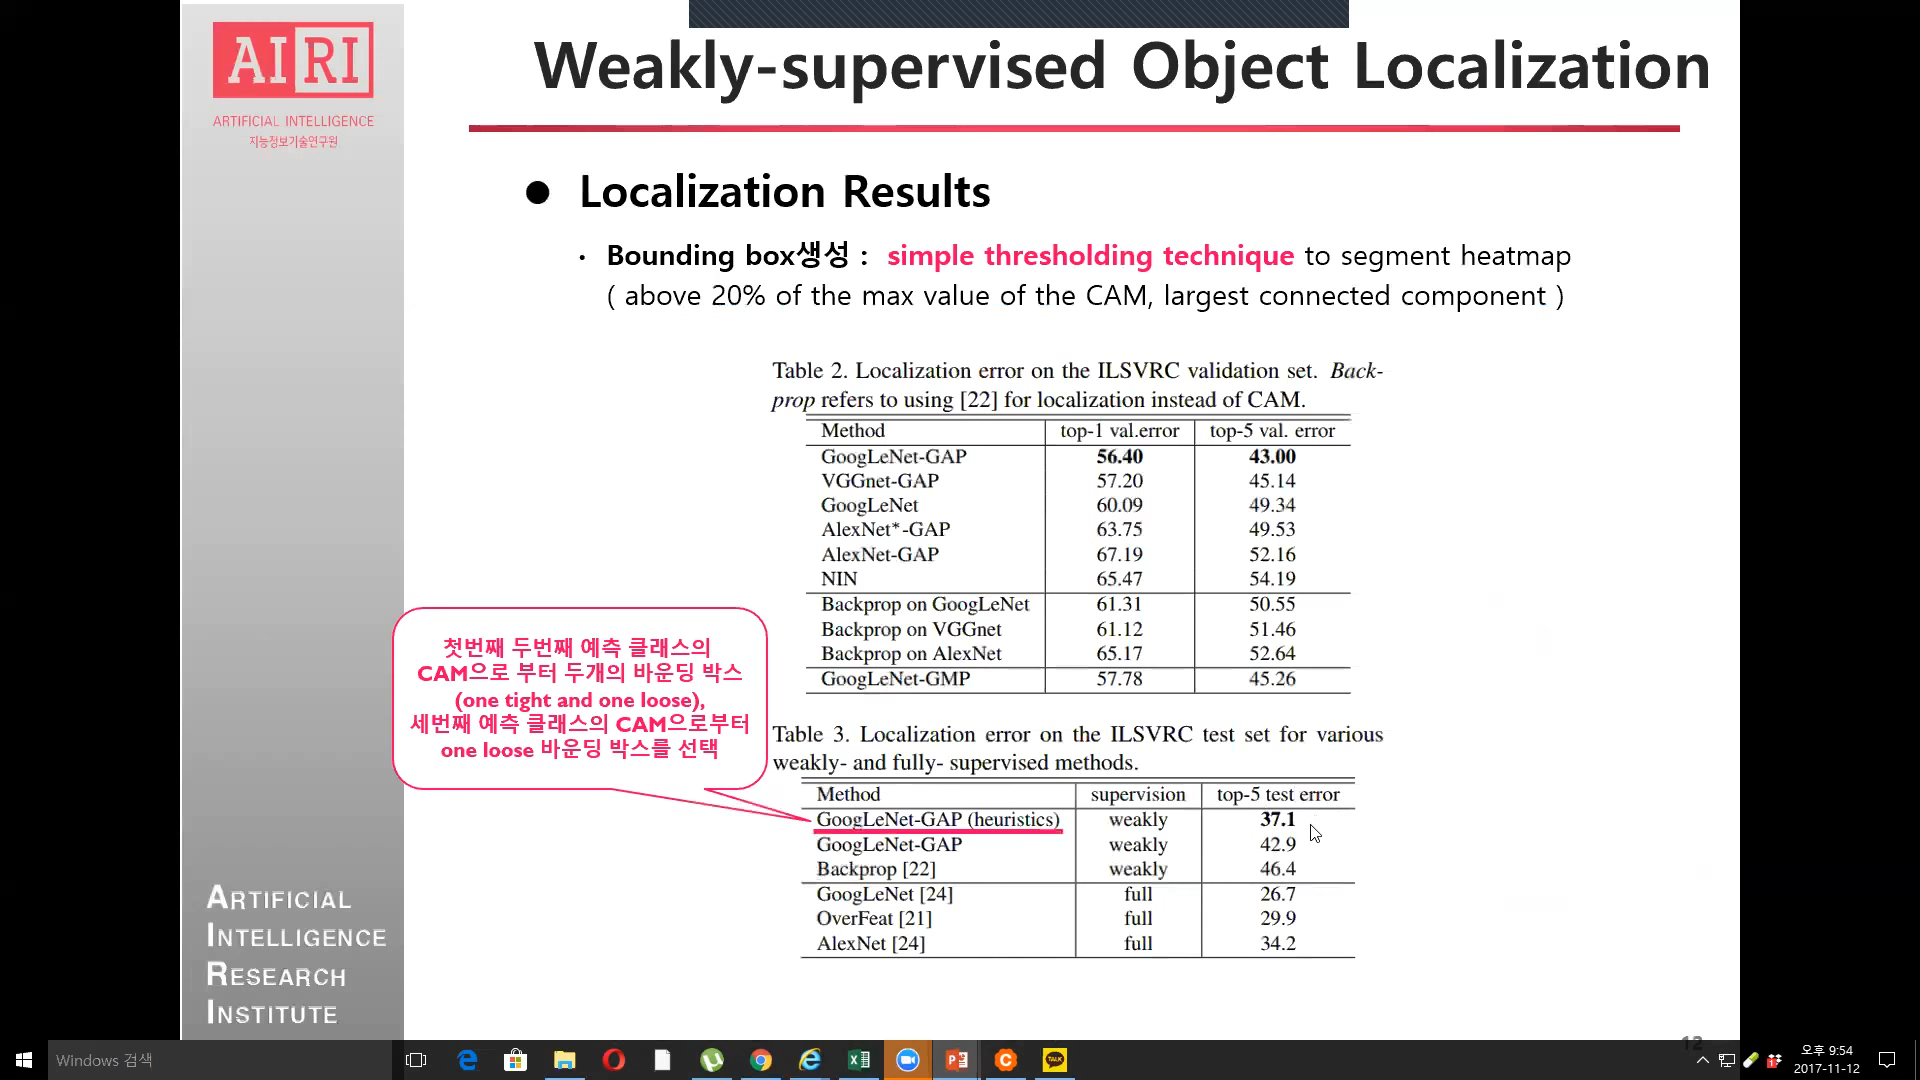 AIRI
ARTIFICIAL INTELLIGENCE
지능정보기술연구원
Weakly-supervised Object Localization
● Localization Results
• Bounding box생성 : simple thresholding technique to segment heatmap
( above 20% of the max value of the CAM, largest connected component )
Table 2. Localization error on the ILSVRC validation set. Back-
prop refers to using [22] for localization instead of CAM.
Method top-1 val.error top-5 val. error
GoogLeNet-GAP 56.40 43.00
VGGnet-GAP 57.20 45.14
GoogLeNet 60.09 49.34
AlexNet*-GAP 63.75 49.53
AlexNet-GAP 67.19 52.16
NIN 65.47 54.19
Backprop on GoogLeNet 61.31 50.55
Backprop on VGGnet 61.12 51.46
Backprop on AlexNet 65.17 52.64
GoogLeNet-GMP 57.78 45.26
첫번째 두번째 예측 클래스의
CAM으로 부터 두개의 바운딩 박스
(one tight and one loose),
세번째 예측 클래스의 CAM으로부터
one loose 바운딩 박스를 선택
Table 3. Localization error on the ILSVRC test set for various
weakly- and fully- supervised methods.
Method supervision top-5 test error
GoogLeNet-GAP (heuristics) weakly 37.1
GoogLeNet-GAP weakly 42.9
Backprop [22] weakly 46.4
GoogLeNet [24] full 26.7
OverFeat [21] full 29.9
AlexNet [24] full 34.2
ARTIFICIAL
INTELLIGENCE
RESEARCH
INSTITUTE
12
Windows 검색
TALK
오후 9:54
2017-11-12